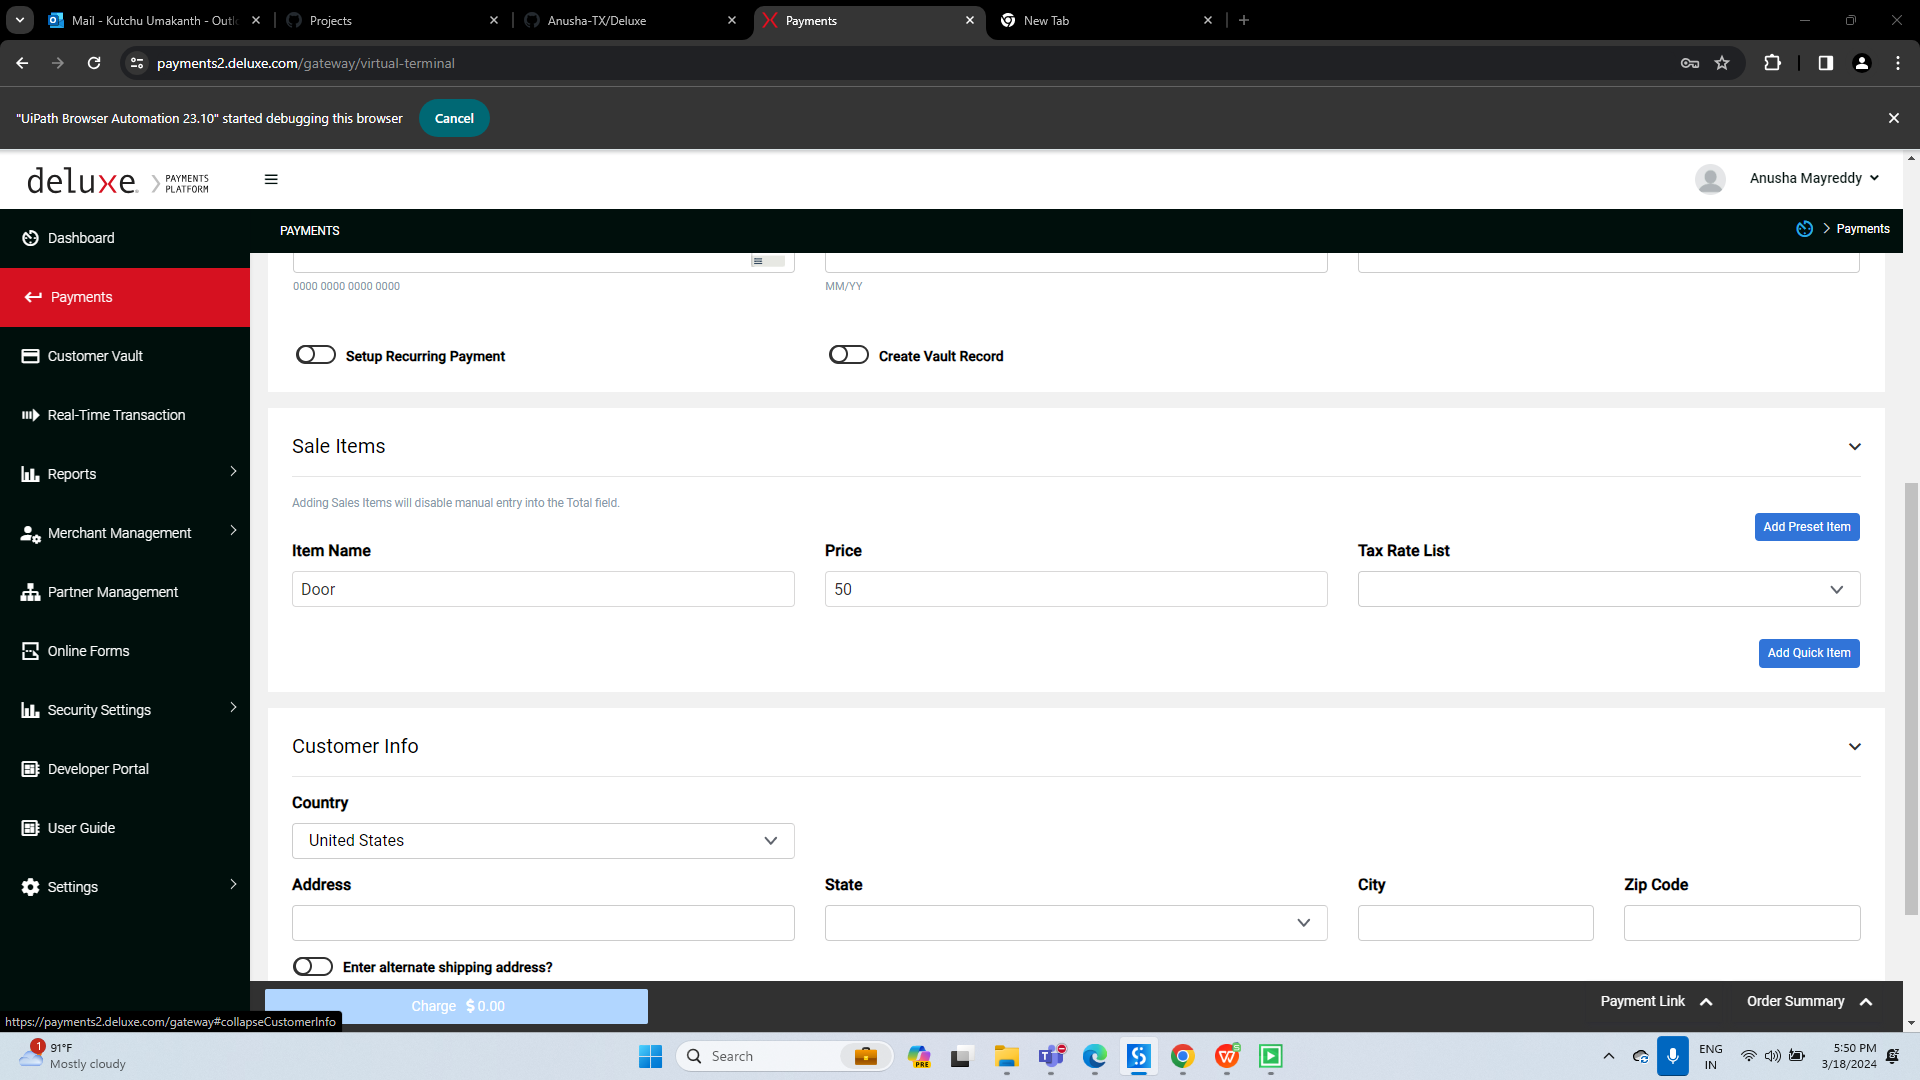 Mail - Kutchu Umakanth - Outl
Projects
Anusha-TX/Deluxe
Payments
New Tab
payments2.deluxe.com/gateway/virtual-terminal
"UiPath Browser Automation 23.10" started debugging this browser
Cancel
deluxe. PAYMENTS PLATFORM
Anusha Mayreddy
Dashboard
PAYMENTS
Payments
Payments
0000 0000 0000 0000
MM/YY
Customer Vault
Setup Recurring Payment
Create Vault Record
Real-Time Transaction
Sale Items
Reports
Adding Sales Items will disable manual entry into the Total field.
Add Preset Item
Merchant Management
Item Name
Price
Tax Rate List
Door
50
Partner Management
Online Forms
Add Quick Item
Security Settings
Customer Info
Developer Portal
Country
User Guide
United States
Settings
Address
State
City
Zip Code
Enter alternate shipping address?
Charge $ 0.00
Payment Link
Order Summary
https://payments2.deluxe.com/gateway#collapseCustomerInfo
1
91°F
Mostly cloudy
Search
PRE
ENG
IN
5:50 PM
3/18/2024